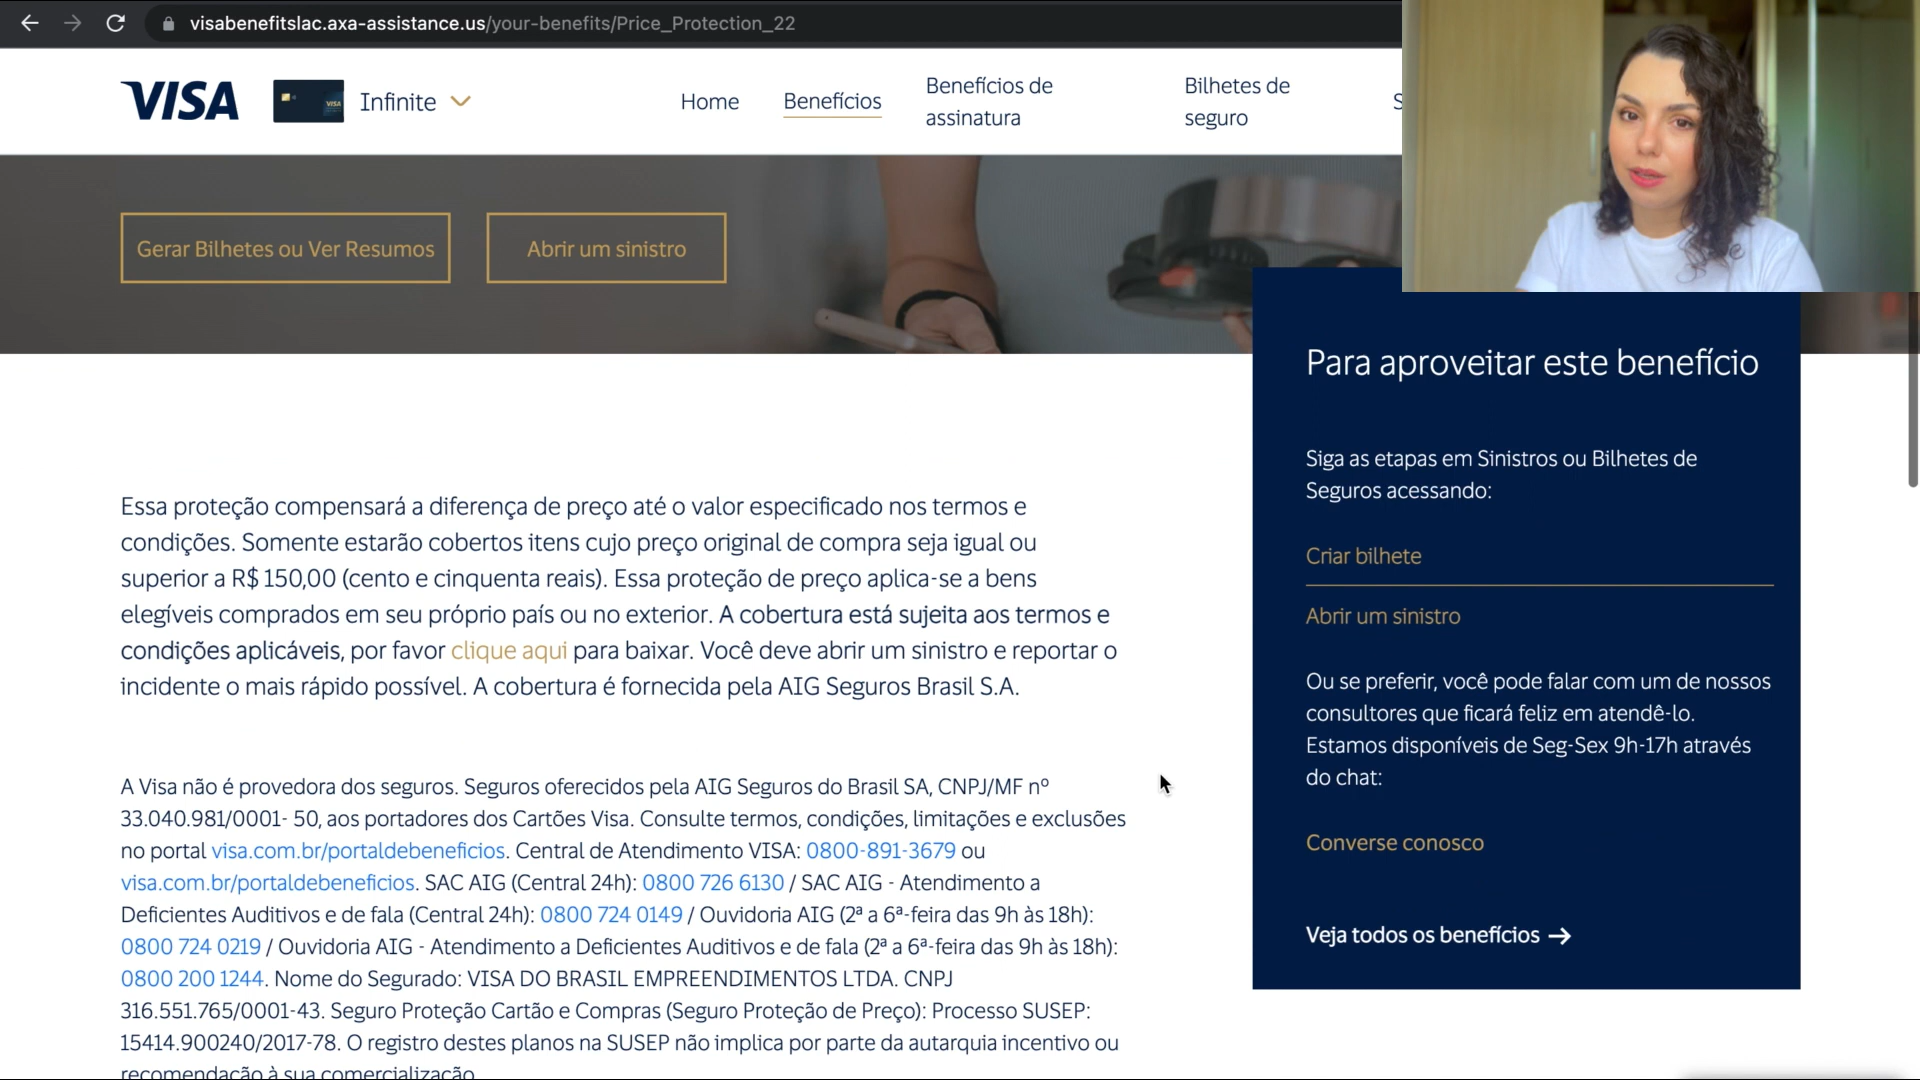 visabenefitslac.axa-assistance.us/your-benefits/Price_Protection_22
VISA
VISA
Infinite
Home
Benefícios
Benefícios de
assinatura
Bilhetes de
seguro
S
Gerar Bilhetes ou Ver Resumos
Abrir um sinistro
Essa proteção compensará a diferença de preço até o valor especificado nos termos e
condições. Somente estarão cobertos itens cujo preço original de compra seja igual ou
superior a R$ 150,00 (cento e cinquenta reais). Essa proteção de preço aplica-se a bens
elegíveis comprados em seu próprio país ou no exterior. A cobertura está sujeita aos termos e
condições aplicáveis, por favor clique aqui para baixar. Você deve abrir um sinistro e reportar o
incidente o mais rápido possível. A cobertura é fornecida pela AIG Seguros Brasil S.A.
A Visa não é provedora dos seguros. Seguros oferecidos pela AIG Seguros do Brasil SA, CNPJ/MF nº
33.040.981/0001- 50, aos portadores dos Cartões Visa. Consulte termos, condições, limitações e exclusões
no portal visa.com.br/portaldebeneficios. Central de Atendimento VISA: 0800-891-3679 ou
visa.com.br/portaldebeneficios. SAC AIG (Central 24h): 0800 726 6130 / SAC AIG - Atendimento a
Deficientes Auditivos e de fala (Central 24h): 0800 724 0149 / Ouvidoria AIG (2ª a 6ª-feira das 9h às 18h):
0800 724 0219 / Ouvidoria AIG - Atendimento a Deficientes Auditivos e de fala (2ª a 6ª-feira das 9h às 18h):
0800 200 1244. Nome do Segurado: VISA DO BRASIL EMPREENDIMENTOS LTDA. CNPJ
316.551.765/0001-43. Seguro Proteção Cartão e Compras (Seguro Proteção de Preço): Processo SUSEP:
15414.900240/2017-78. O registro destes planos na SUSEP não implica por parte da autarquia incentivo ou
recomendação à sua comercialização
Para aproveitar este benefício
Siga as etapas em Sinistros ou Bilhetes de
Seguros acessando:
Criar bilhete
Abrir um sinistro
Ou se preferir, você pode falar com um de nossos
consultores que ficará feliz em atendê-lo.
Estamos disponíveis de Seg-Sex 9h-17h através
do chat:
Converse conosco
Veja todos os benefícios →